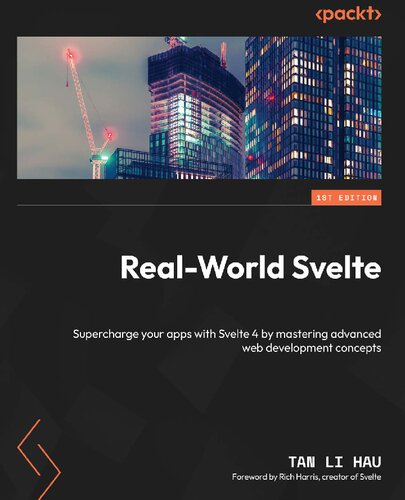 <packt>
1ST EDITION
Real-World Svelte
Supercharge your apps with Svelte 4 by mastering advanced
web development concepts
TAN LI HAU
Foreword by Rich Harris, creator of Svelte